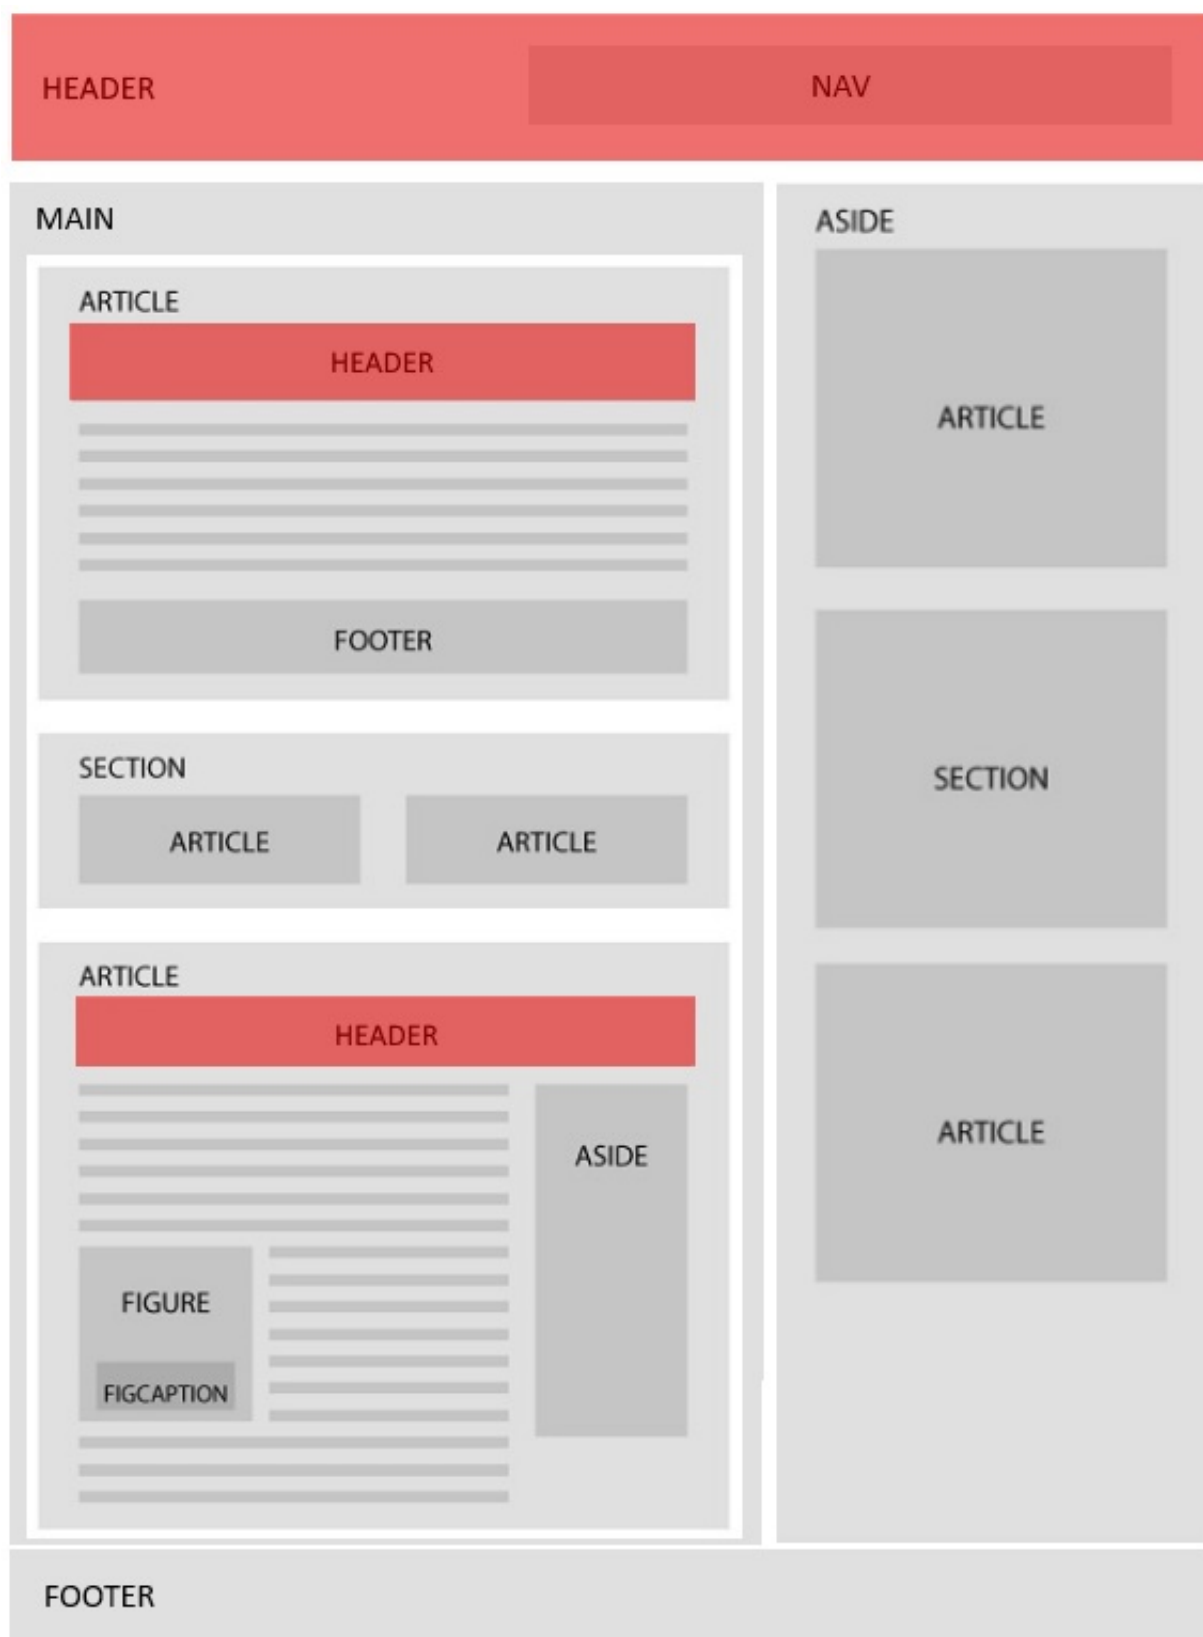 HEADER
NAV
MAIN
ARTICLE
HEADER
FOOTER
SECTION
ARTICLE
ARTICLE
ARTICLE
HEADER
ASIDE
FIGURE
FIGCAPTION
ASIDE
ARTICLE
SECTION
ARTICLE
FOOTER